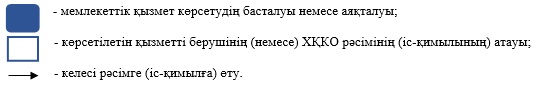 - мемлекеттік қызмет көрсетудің басталуы немесе аяқталуы;
- көрсетілетін қызметті берушінің (немесе) ХҚКО рәсімінің (іс-қимылының) атауы;
- келесі рәсімге (іс-қимылға) өту.